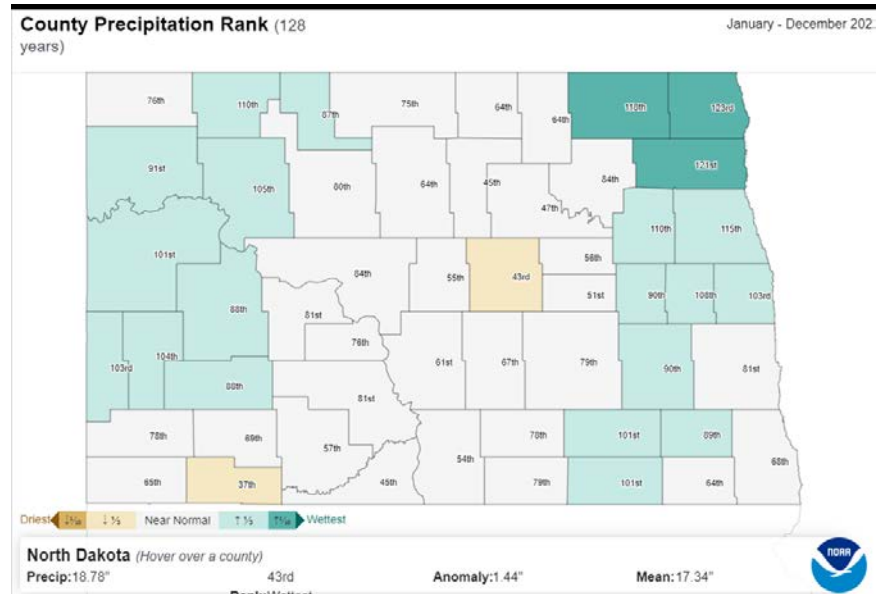 County Precipitation Rank (128
years)
January - December 202
76th
110th
87th
75th
64th
64th
118th
123rd
91st
105th
80th
64th
45th
47th
84th
121st
101st
88th
84th
55th
43rd
56th
51st
110th
115th
90th
108th
103rd
81st
76th
103rd
104th
88th
61st
67th
79th
90th
81st
81st
78th
69th
57th
54th
78th
101st
89th
68th
65th
37th
45th
79th
101st
64th
Driest
Near Normal
Wettest
North Dakota (Hover over a county)
Precip:18.78" 43rd Anomaly:1.44" Mean:17.34"
NOAA